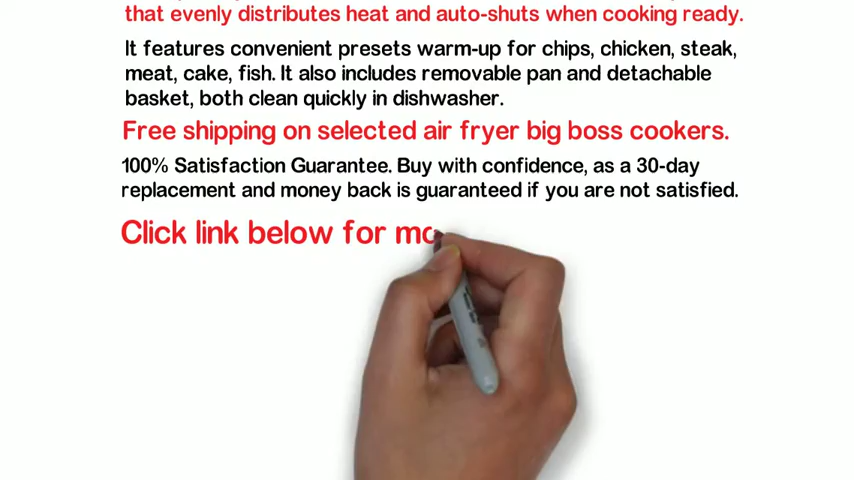 that evenly distributes heat and auto-shuts when cooking ready.
It features convenient presets warm-up for chips, chicken, steak,
meat, cake, fish. It also includes removable pan and detachable
basket, both clean quickly in dishwasher.
Free shipping on selected air fryer big boss cookers.
100% Satisfaction Guarantee. Buy with confidence, as a 30-day
replacement and money back is guaranteed if you are not satisfied.
Click link below for mo